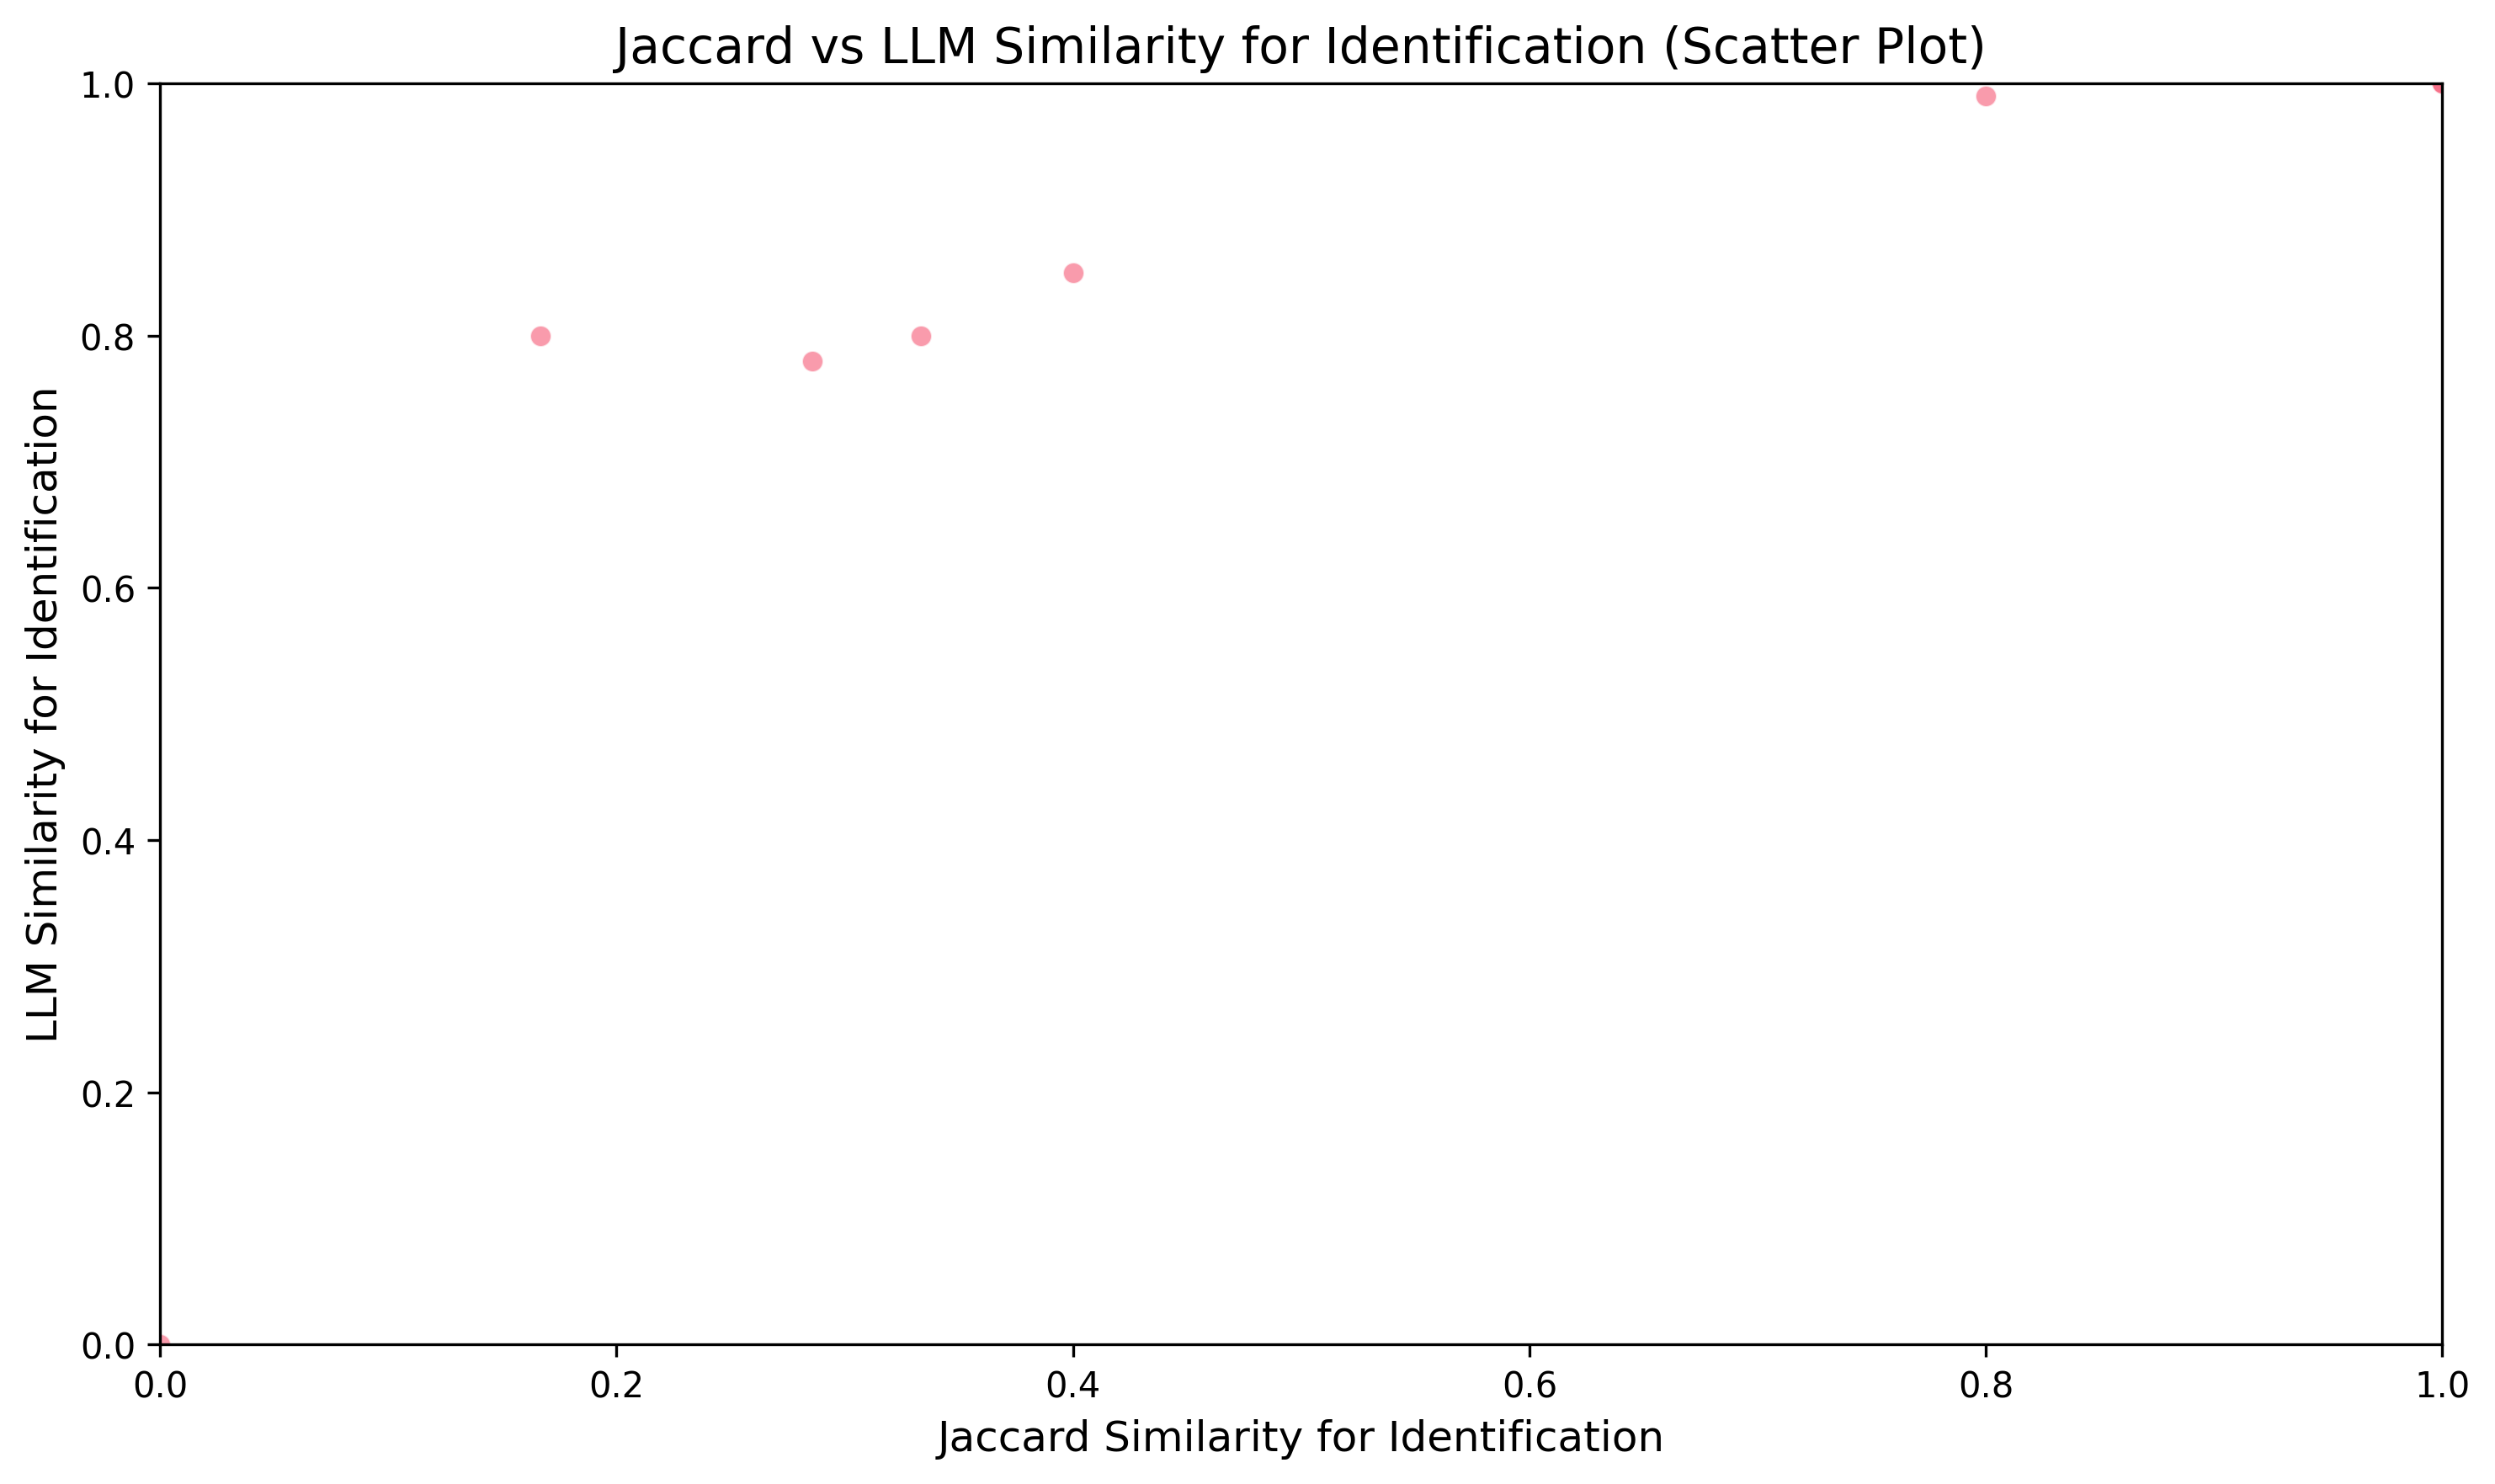 Jaccard vs LLM Similarity for Identification (Scatter Plot)
LLM Similarity for Identification
1.0
0.8
0.6
0.4
0.2
0.0
0.0 0.2 0.4 0.6 0.8 1.0
Jaccard Similarity for Identification